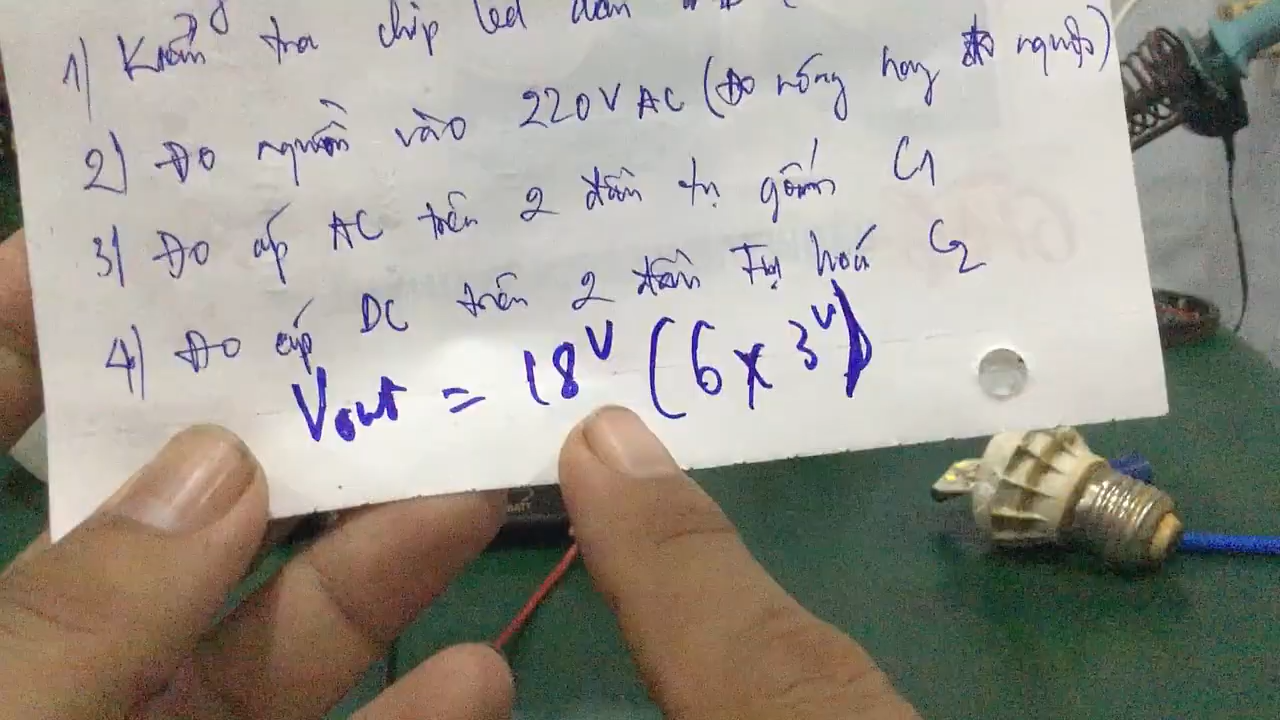 1) Kiểm tra chip led
2) Đo nguồn vào 220V AC (Đo nóng hay đo nguội)
3) Đo áp AC trên 2 đầu tụ gốm C1
4) Đo áp DC trên 2 đầu Tụ hoá C2
Vout = 18V (6 x 3V)
BATT